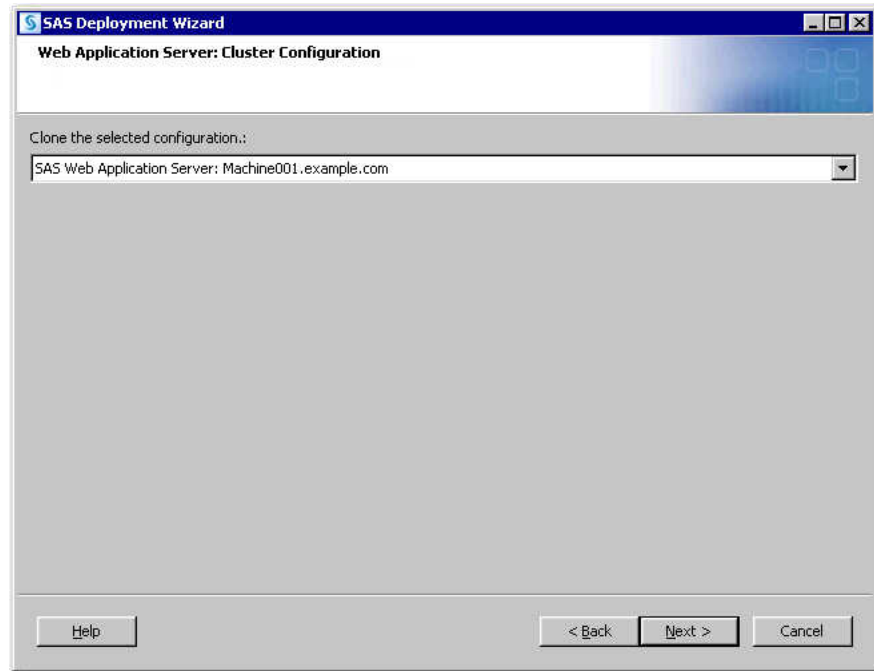 SAS Deployment Wizard
Web Application Server: Cluster Configuration
Clone the selected configuration.:
SAS Web Application Server: Machine001.example.com
Help
< Back
Next >
Cancel